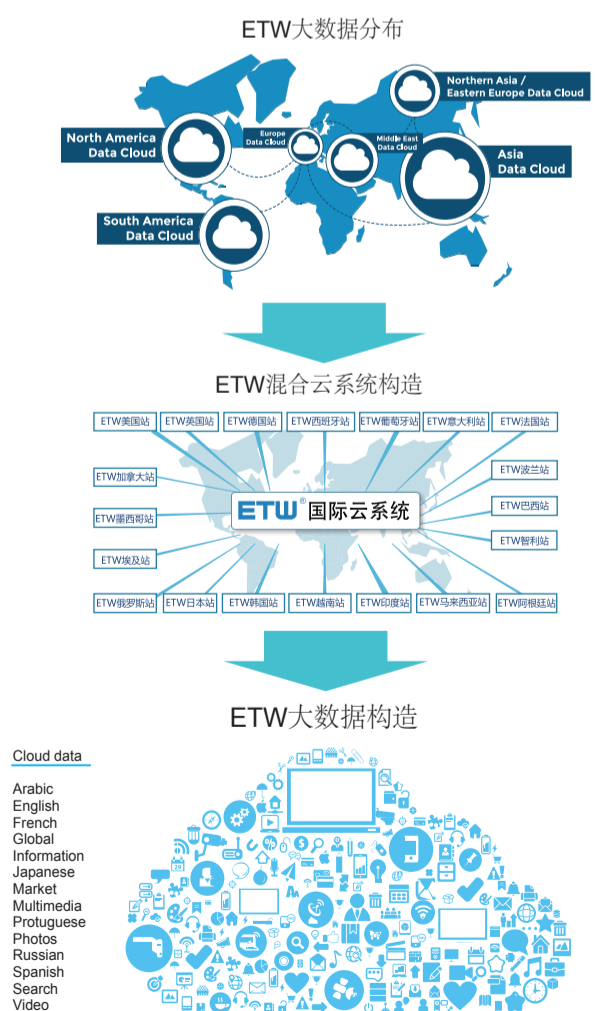 ETW大数据分布
Northern Asia /
Eastern Europe Data Cloud
North America
Data Cloud
Europe
Data Cloud
Middle East
Data Cloud
Asia
Data Cloud
South America
Data Cloud
ETW混合云系统构造
ETW美国站 ETW英国站 ETW德国站 ETW西班牙站 ETW葡萄牙站 ETW意大利站 ETW法国站
ETW加拿大站
ETW波兰站
ETW® 国际云系统
ETW墨西哥站
ETW巴西站
ETW智利站
ETW埃及站
ETW俄罗斯站 ETW日本站 ETW韩国站 ETW越南站 ETW印度站 ETW马来西亚站 ETW阿根廷站
ETW大数据构造
Cloud data
Arabic
English
French
Global
Information
Japanese
Market
Multimedia
Protuguese
Photos
Russian
Spanish
Search
Video